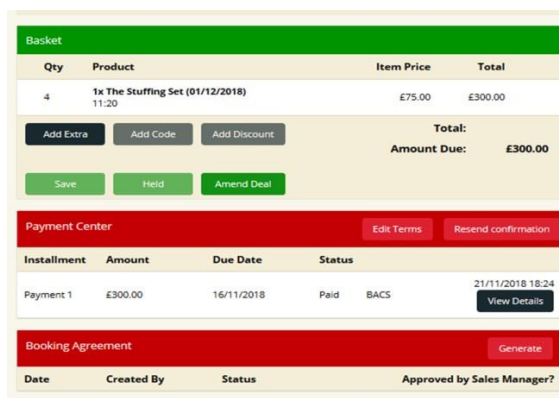 Basket
Qty Product Item Price Total
4 1x The Stuffing Set (01/12/2018) £75.00 £300.00
11:20
Add Extra Add Code Add Discount Total:
Amount Due: £300.00
Save Held Amend Deal
Payment Center Edit Terms Resend confirmation
Installment Amount Due Date Status
Payment 1 £300.00 16/11/2018 Paid BACS 21/11/2018 18:24
View Details
Booking Agreement Generate
Date Created By Status Approved by Sales Manager?